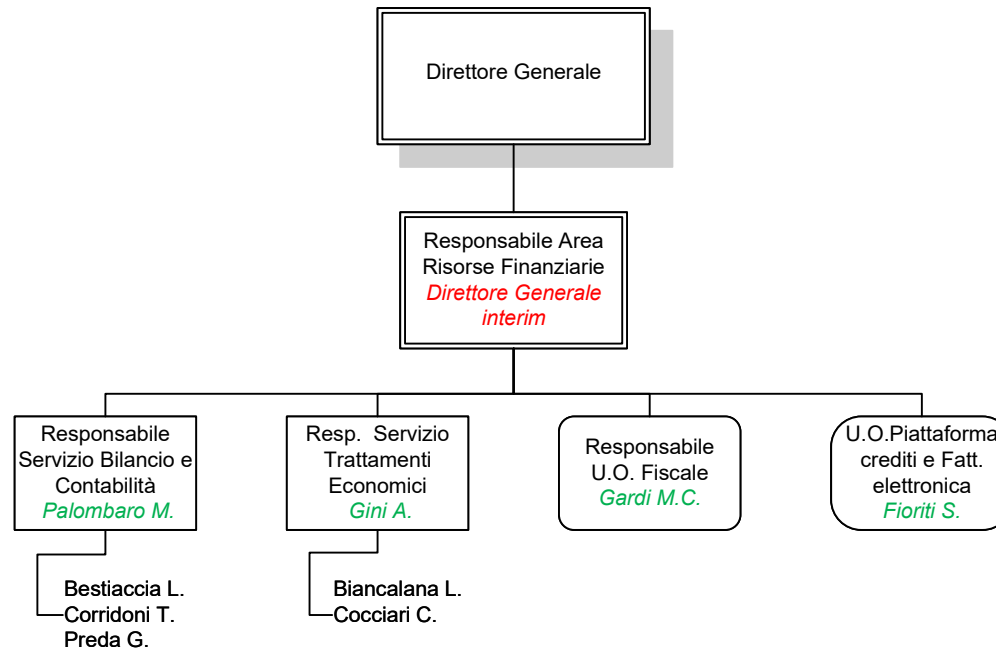 Direttore Generale
Responsabile Area
Risorse Finanziarie
Direttore Generale
interim
Responsabile
Servizio Bilancio e
Contabilità
Palombaro M.
Resp. Servizio
Trattamenti
Economici
Gini A.
Responsabile
U.O. Fiscale
Gardi M.C.
U.O.Piattaforma
crediti e Fatt.
elettronica
Fioriti S.
Bestiaccia L.
Corridoni T.
Preda G.
Biancalana L.
Cocciari C.